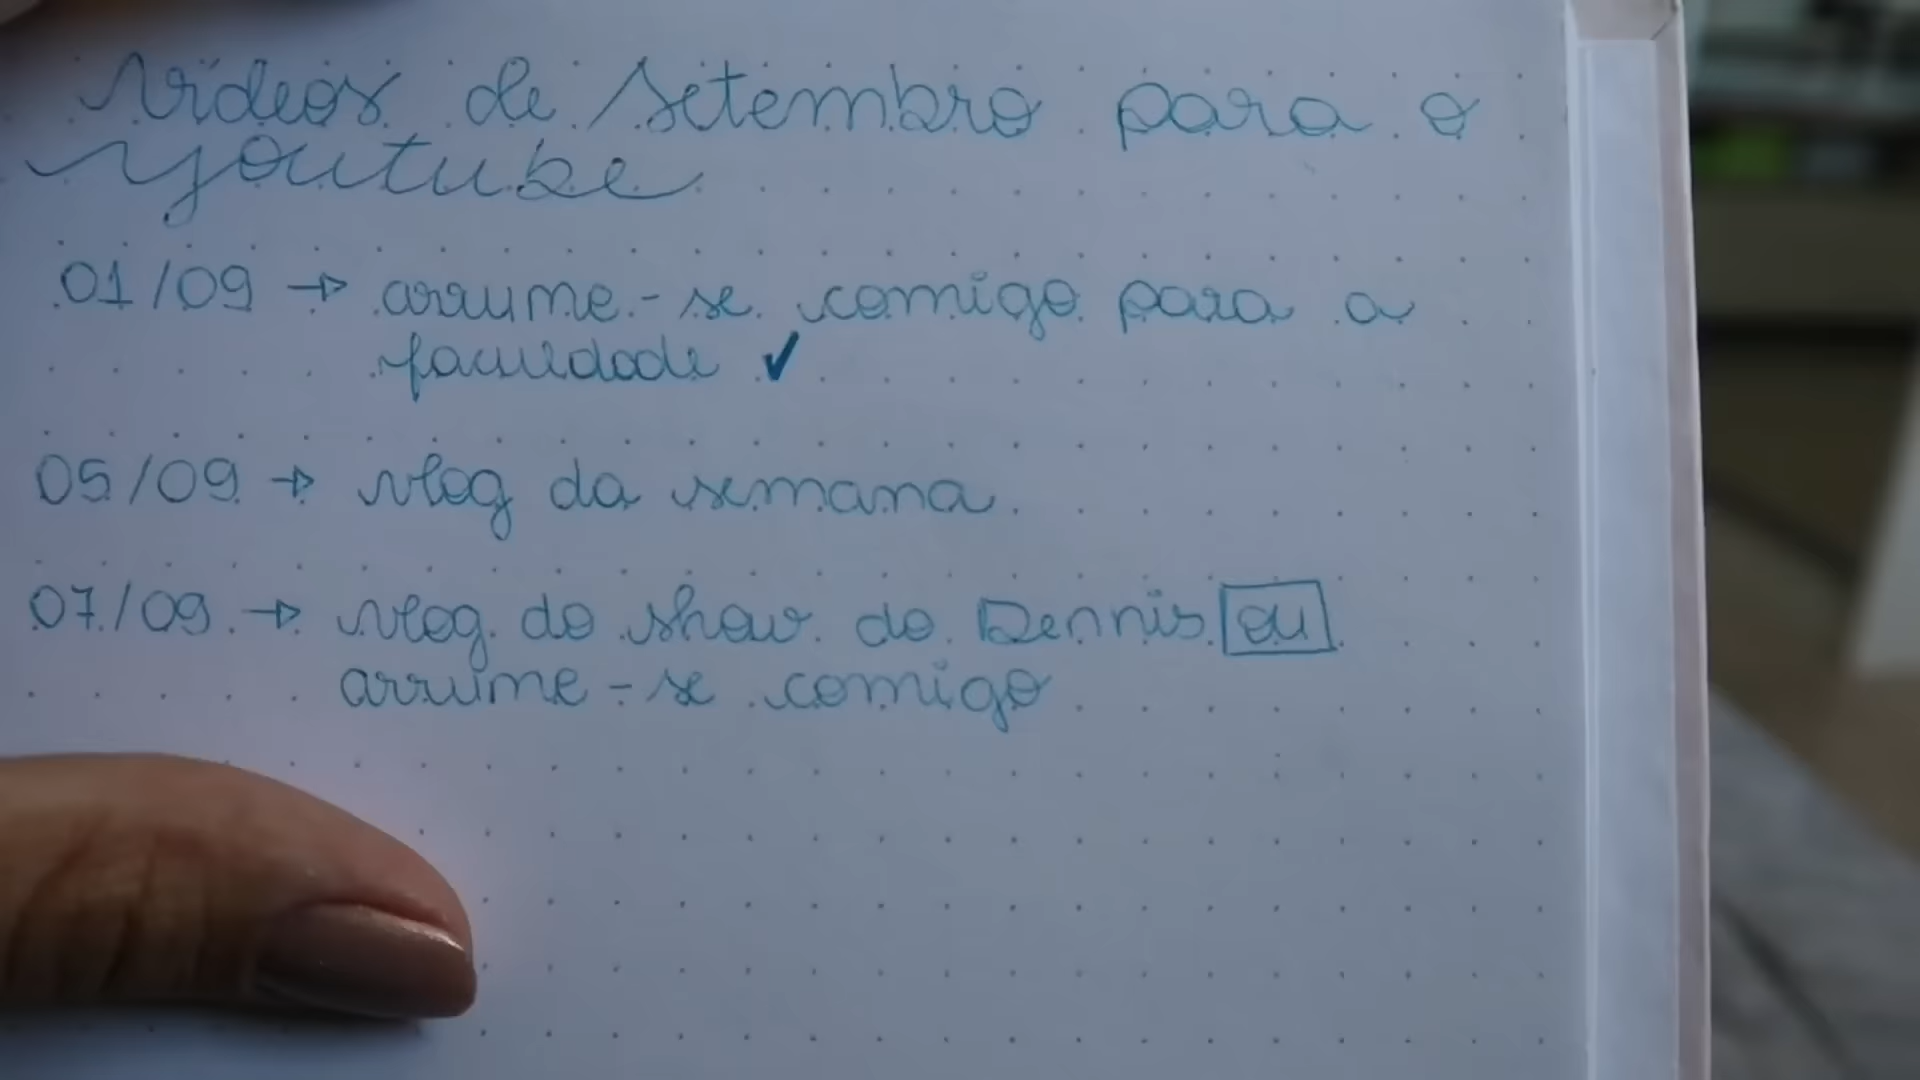 Vídeos de Setembro para o
youtube
01/09 → arrume-se comigo para a
faculdade ✓
05/09 → vlog da semana
07/09 → vlog do show do Dennis ou
arrume-se comigo